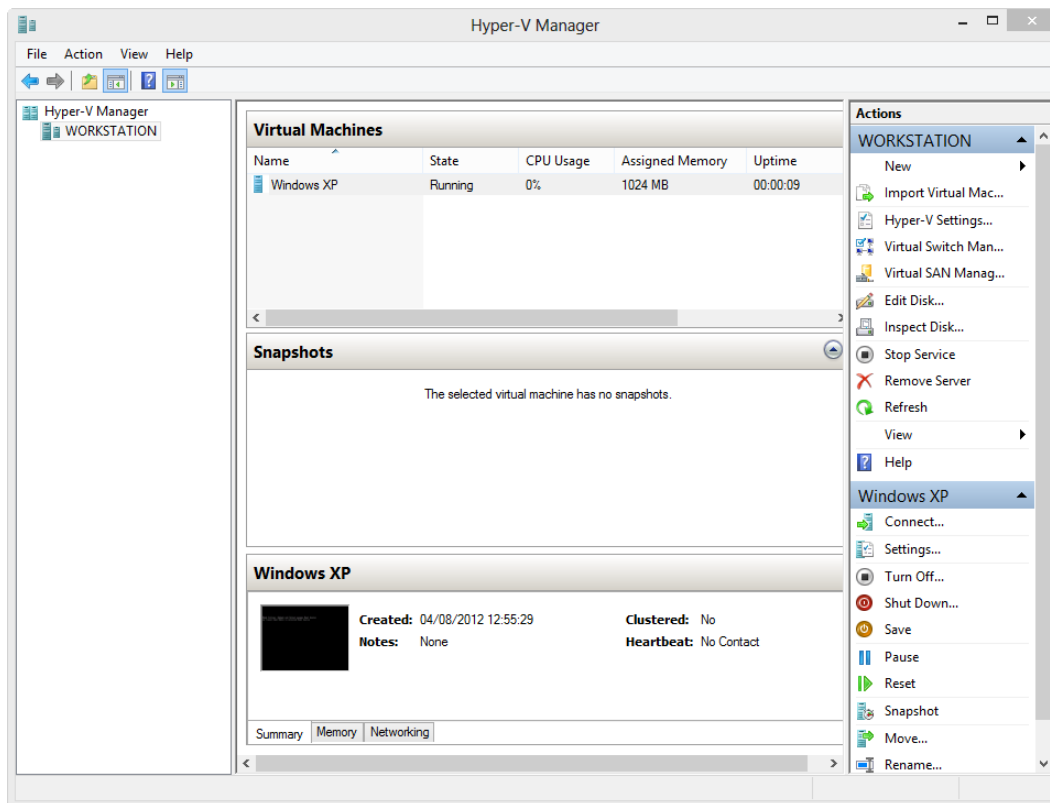 Hyper-V Manager
File Action View Help
Hyper-V Manager
WORKSTATION
Virtual Machines
Name State CPU Usage Assigned Memory Uptime
Windows XP Running 0% 1024 MB 00:00:09
Snapshots
The selected virtual machine has no snapshots.
Windows XP
Created: 04/08/2012 12:55:29 Clustered: No
Notes: None Heartbeat: No Contact
Summary Memory Networking
Actions
WORKSTATION
New
Import Virtual Mac...
Hyper-V Settings...
Virtual Switch Man...
Virtual SAN Manag...
Edit Disk...
Inspect Disk...
Stop Service
Remove Server
Refresh
View
Help
Windows XP
Connect...
Settings...
Turn Off...
Shut Down...
Save
Pause
Reset
Snapshot
Move...
Rename...